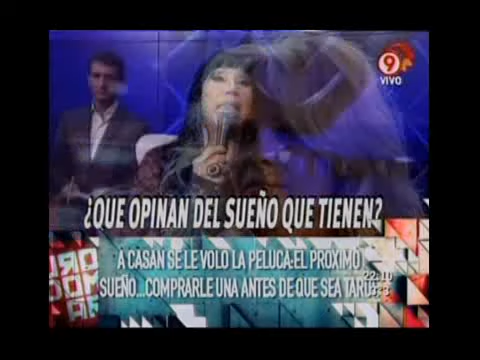 9
VIVO
¿QUE OPINAN DEL SUEÑO QUE TIENEN?
A CASAN SE LE VOLO LA PELUCA:EL PROXIMO
SUEÑO...COMPRARLE UNA ANTES DE QUE SEA TARD
22:10